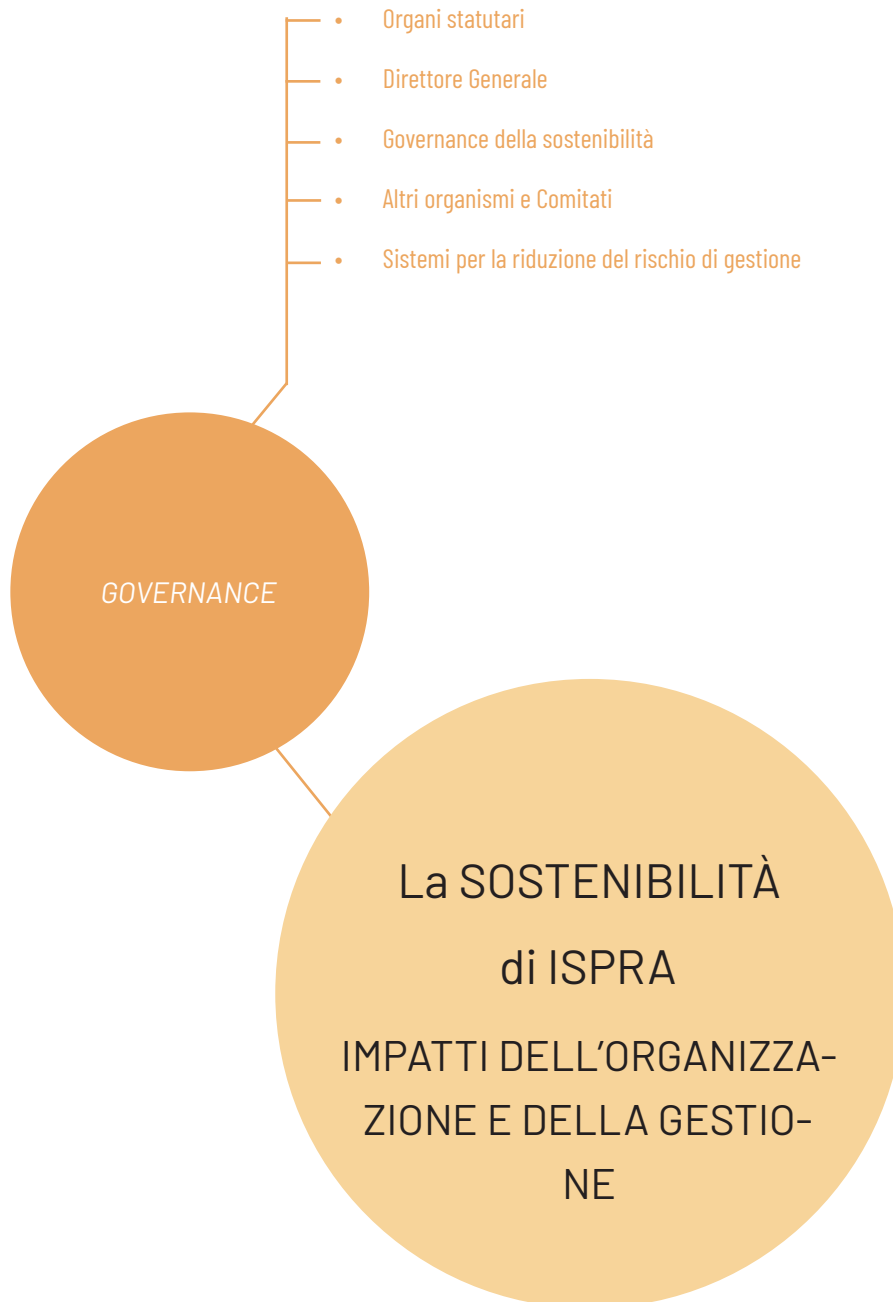 • Organi statutari
• Direttore Generale
• Governance della sostenibilità
• Altri organismi e Comitati
• Sistemi per la riduzione del rischio di gestione
GOVERNANCE
La SOSTENIBILITÀ
di ISPRA
IMPATTI DELL’ORGANIZZA-
ZIONE E DELLA GESTIO-
NE